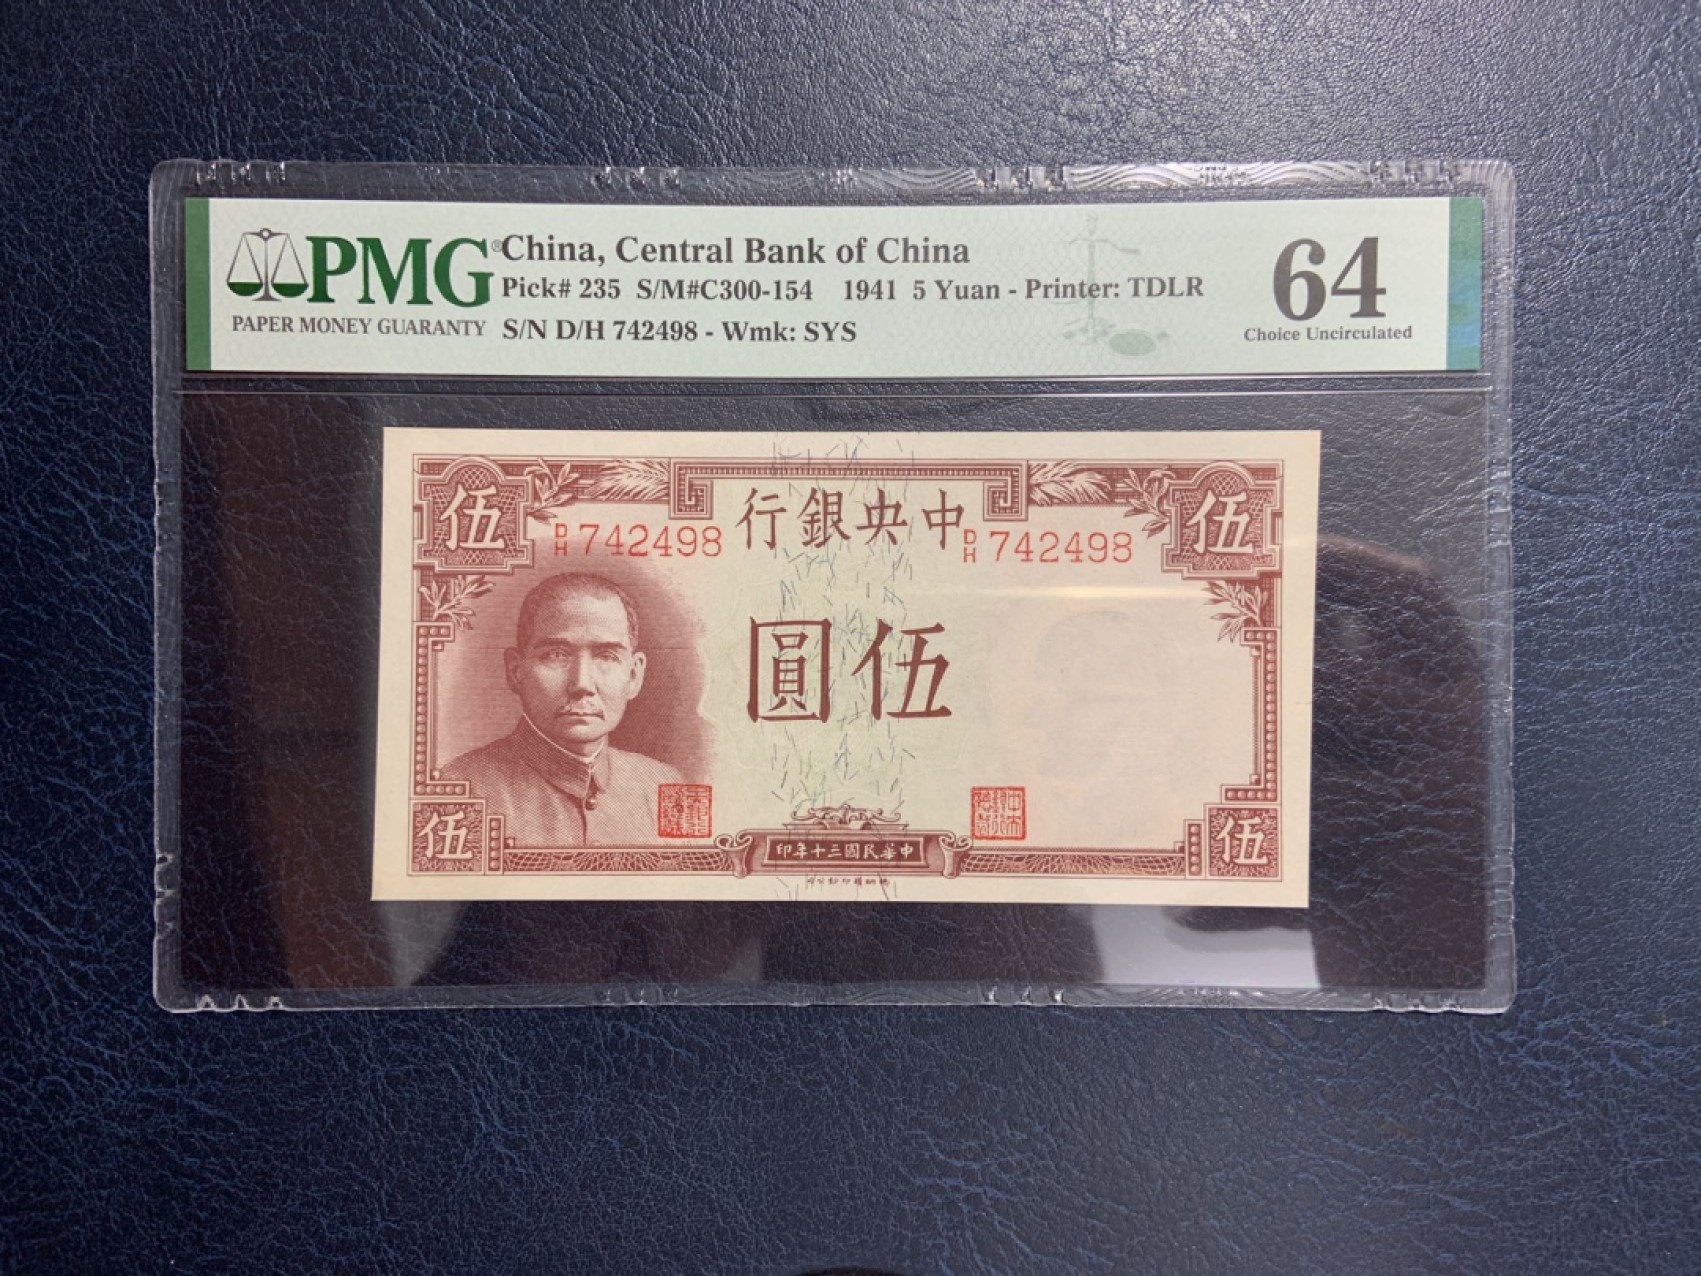 PMG® China, Central Bank of China
Pick# 235 S/M#C300-154 1941 5 Yuan - Printer: TDLR
PAPER MONEY GUARANTY S/N D/H 742498 - Wmk: SYS
64
Choice Uncirculated
伍 行銀央中 伍
D/H 742498 D/H 742498
圓伍
伍 印年十三國民華中 伍